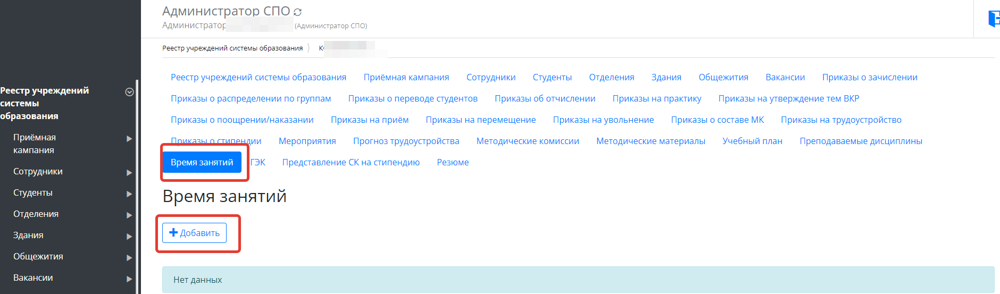 Администратор СПО
Администратор (Администратор СПО)
Реестр учреждений системы образования
Реестр учреждений системы образования Приёмная кампания Сотрудники Студенты Отделения Здания Общежития Вакансии Приказы о зачислении
Приказы о распределении по группам Приказы о переводе студентов Приказы об отчислении Приказы на практику Приказы на утверждение тем ВКР
Приказы о поощрении/наказании Приказы на приём Приказы на перемещение Приказы на увольнение Приказы о составе МК Приказы на трудоустройство
Приказы о стипендии Мероприятия Прогноз трудоустройства Методические комиссии Методические материалы Учебный план Преподаваемые дисциплины
Время занятий ГЭК Представление СК на стипендию Резюме
Время занятий
Добавить
Нет данных
Реестр учреждений
системы
образования
Приёмная
кампания
Сотрудники
Студенты
Отделения
Здания
Общежития
Вакансии